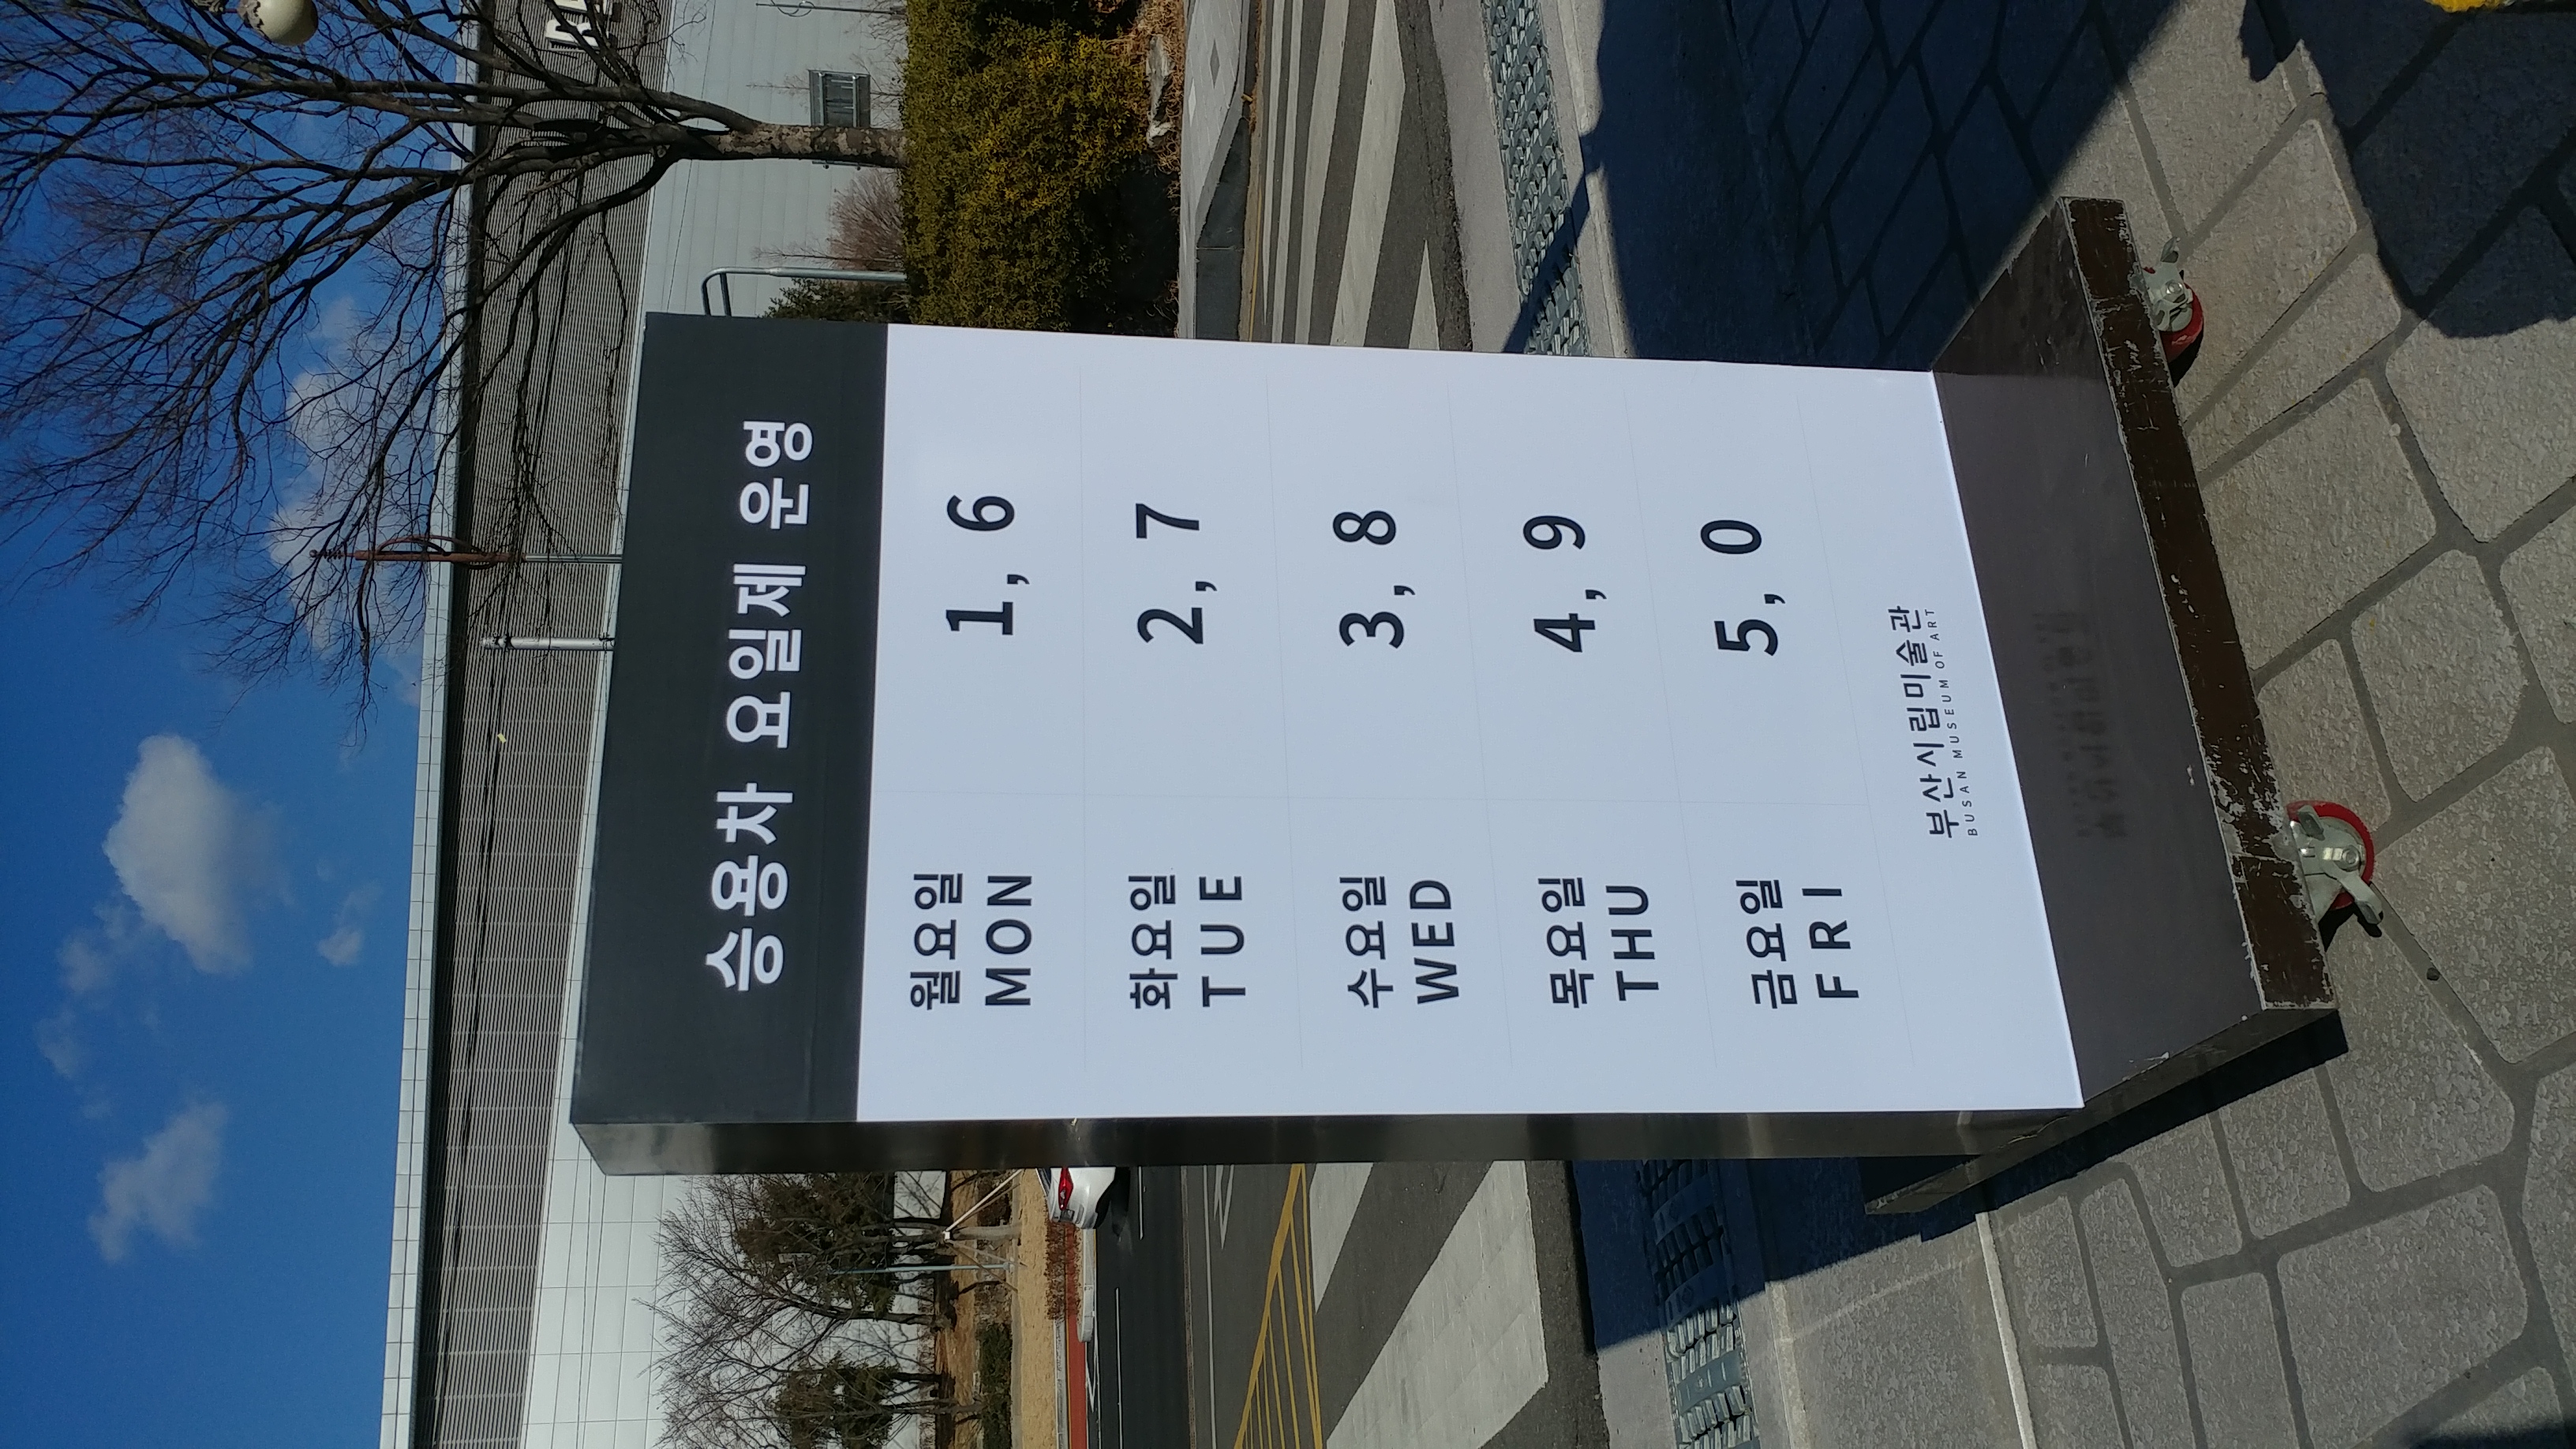 승용차 요일제 운영
월요일
MON
1, 6
화요일
TUE
2, 7
수요일
WED
3, 8
목요일
THU
4, 9
금요일
FRI
5, 0
부산시립미술관
BUSAN MUSEUM OF ART